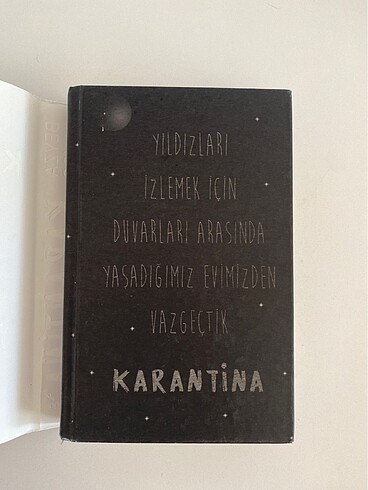 YILDIZLARI
İZLEMEK İÇİN
DUVARLARI ARASINDA
YAŞADIĞIMIZ EVİMİZDEN
VAZGEÇTİK
KARANTİNA